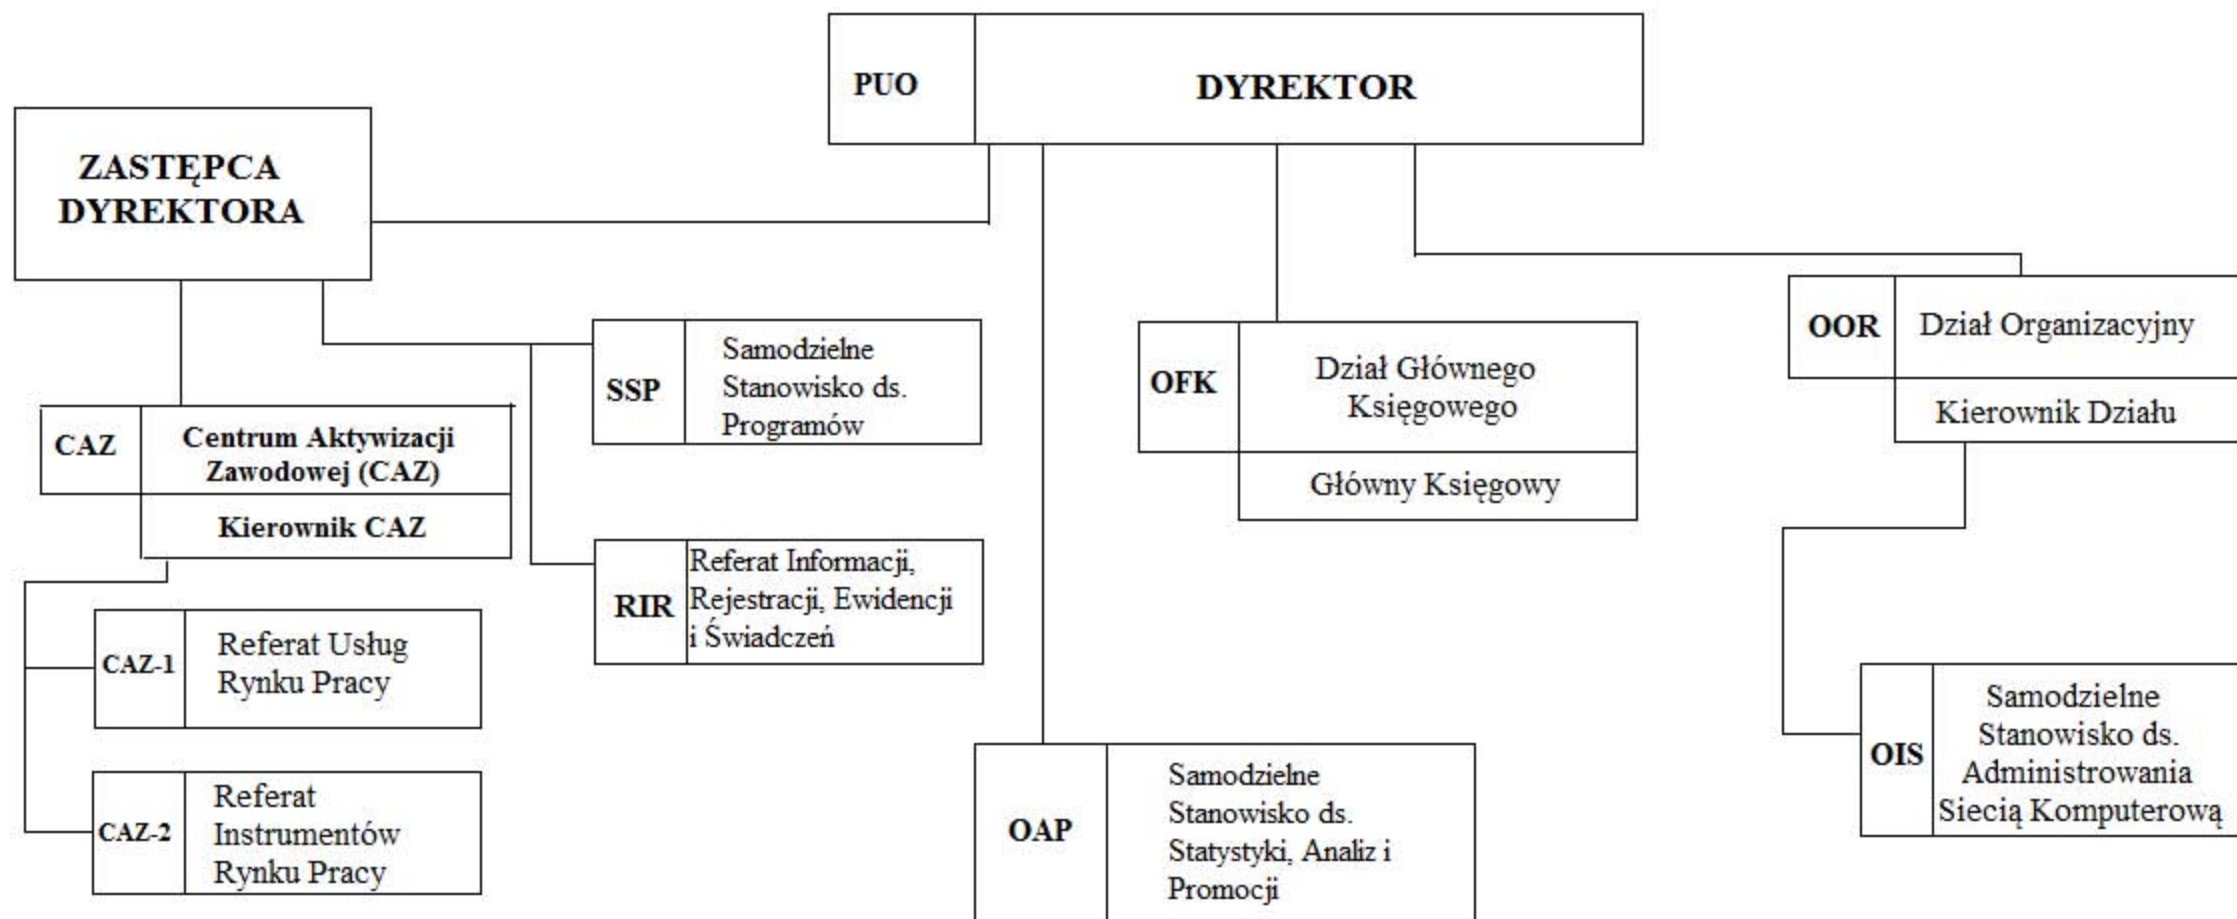 PUO
DYREKTOR
ZASTĘPCA
DYREKTORA
SSP
Samodzielne
Stanowisko ds.
Programów
OFK
Dział Głównego
Księgowego
Główny Księgowy
OOR
Dział Organizacyjny
Kierownik Działu
CAZ
Centrum Aktywizacji
Zawodowej (CAZ)
Kierownik CAZ
RIR
Referat Informacji,
Rejestracji, Ewidencji
i Świadczeń
CAZ-1
Referat Usług
Rynku Pracy
CAZ-2
Referat
Instrumentów
Rynku Pracy
OAP
Samodzielne
Stanowisko ds.
Statystyki, Analiz i
Promocji
OIS
Samodzielne
Stanowisko ds.
Administrowania
Siecią Komputerową